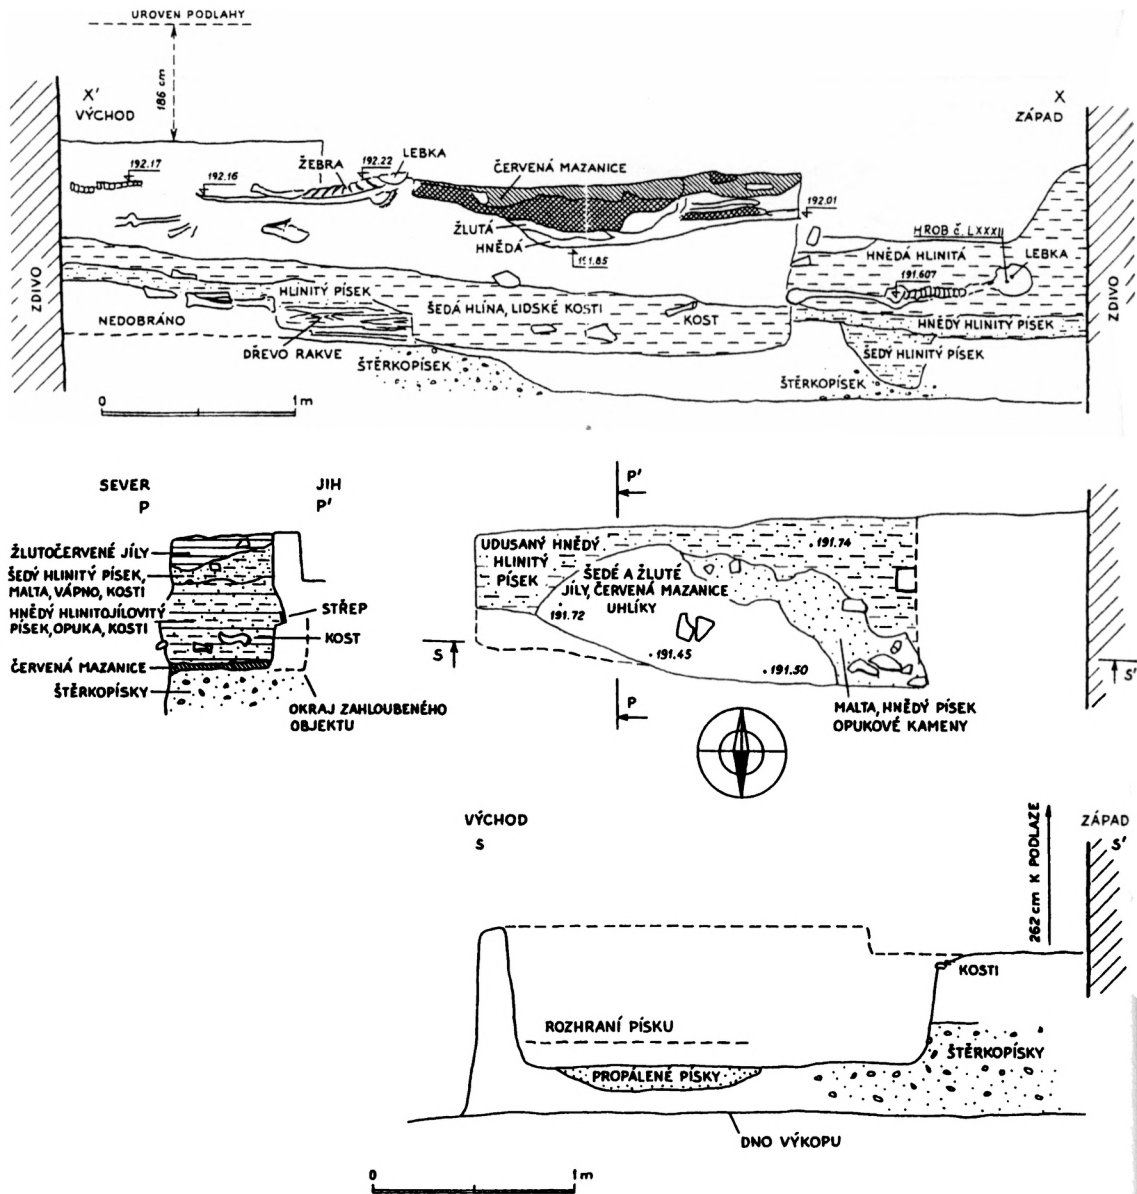 UROVEN PODLAHY
186 cm
X'
VÝCHOD
X
ZÁPAD
192.17
192.16
ŽEBRA
192.22
LEBKA
ČERVENÁ MAZANICE
192.01
ŽLUTÁ
HNĚDÁ
191.85
HROB č. LXXXII
HNĚDÁ HLINITÁ
LEBKA
191.607
ZDIVO
HLINITÝ PÍSEK
ŠEDÁ HLÍNA, LIDSKÉ KOSTI
KOST
NEDOBRÁNO
HNĚDÝ HLINITÝ PÍSEK
DŘEVO RAKVE
ŠTĚRKOPÍSEK
ŠEDÝ HLINITÝ PÍSEK
ŠTĚRKOPÍSEK
ZDIVO
0 1m
SEVER
P
JIH
P'
ŽLUTOČERVENÉ JÍLY
ŠEDÝ HLINITÝ PÍSEK,
MALTA, VÁPNO, KOSTI
HNĚDÝ HLINITOJÍLOVITÝ
PÍSEK, OPUKA, KOSTI
STŘEP
KOST
ČERVENÁ MAZANICE
ŠTĚRKOPÍSKY
OKRAJ ZAHLOUBENÉHO
OBJEKTU
P'
UDUSANÝ HNĚDÝ
HLINITÝ
PÍSEK
191.74
ŠEDÉ A ŽLUTÉ
JÍLY, ČERVENÁ MAZANICE
UHLÍKY
191.72
S
191.45
191.50
S'
P
MALTA, HNĚDÝ PÍSEK
OPUKOVÉ KAMENY
VÝCHOD
S
262 cm K PODLAZE
ZÁPAD
S'
KOSTI
ROZHRANÍ PÍSKU
ŠTĚRKOPÍSKY
PROPÁLENÉ PÍSKY
DNO VÝKOPU
0 1m